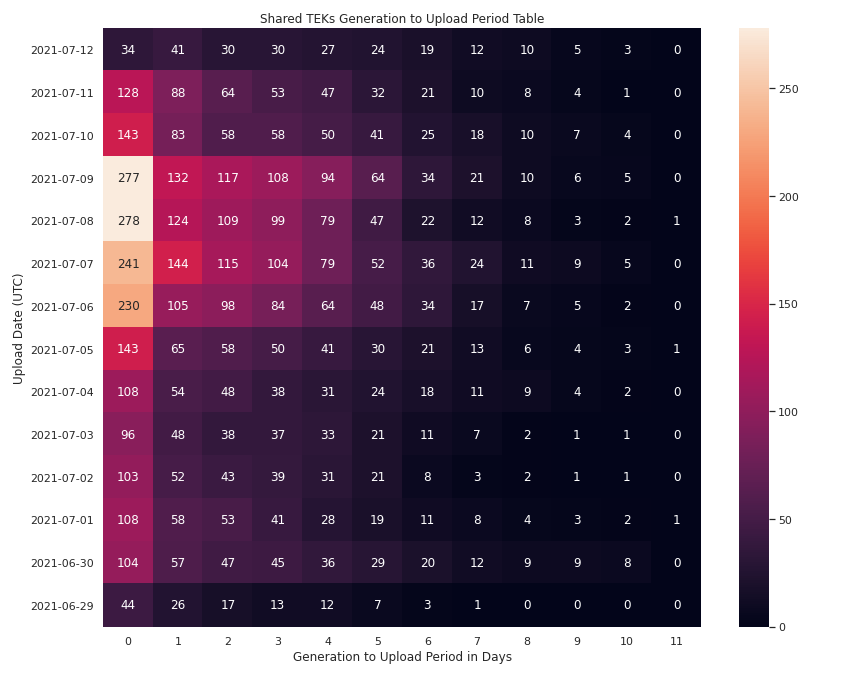 Shared TEKs Generation to Upload Period Table
Upload Date (UTC)
2021-07-12 34 41 30 30 27 24 19 12 10 5 3 0
2021-07-11 128 88 64 53 47 32 21 10 8 4 1 0
2021-07-10 143 83 58 58 50 41 25 18 10 7 4 0
2021-07-09 277 132 117 108 94 64 34 21 10 6 5 0
2021-07-08 278 124 109 99 79 47 22 12 8 3 2 1
2021-07-07 241 144 115 104 79 52 36 24 11 9 5 0
2021-07-06 230 105 98 84 64 48 34 17 7 5 2 0
2021-07-05 143 65 58 50 41 30 21 13 6 4 3 1
2021-07-04 108 54 48 38 31 24 18 11 9 4 2 0
2021-07-03 96 48 38 37 33 21 11 7 2 1 1 0
2021-07-02 103 52 43 39 31 21 8 3 2 1 1 0
2021-07-01 108 58 53 41 28 19 11 8 4 3 2 1
2021-06-30 104 57 47 45 36 29 20 12 9 9 8 0
2021-06-29 44 26 17 13 12 7 3 1 0 0 0 0
0 1 2 3 4 5 6 7 8 9 10 11
Generation to Upload Period in Days
250
200
150
100
50
0